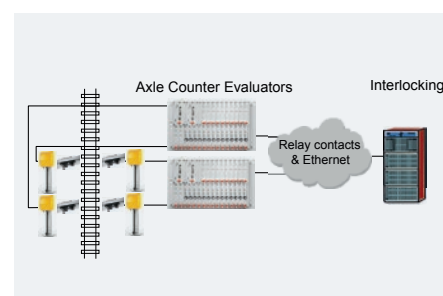 Axle Counter Evaluators
Interlocking
Relay contacts
& Ethernet